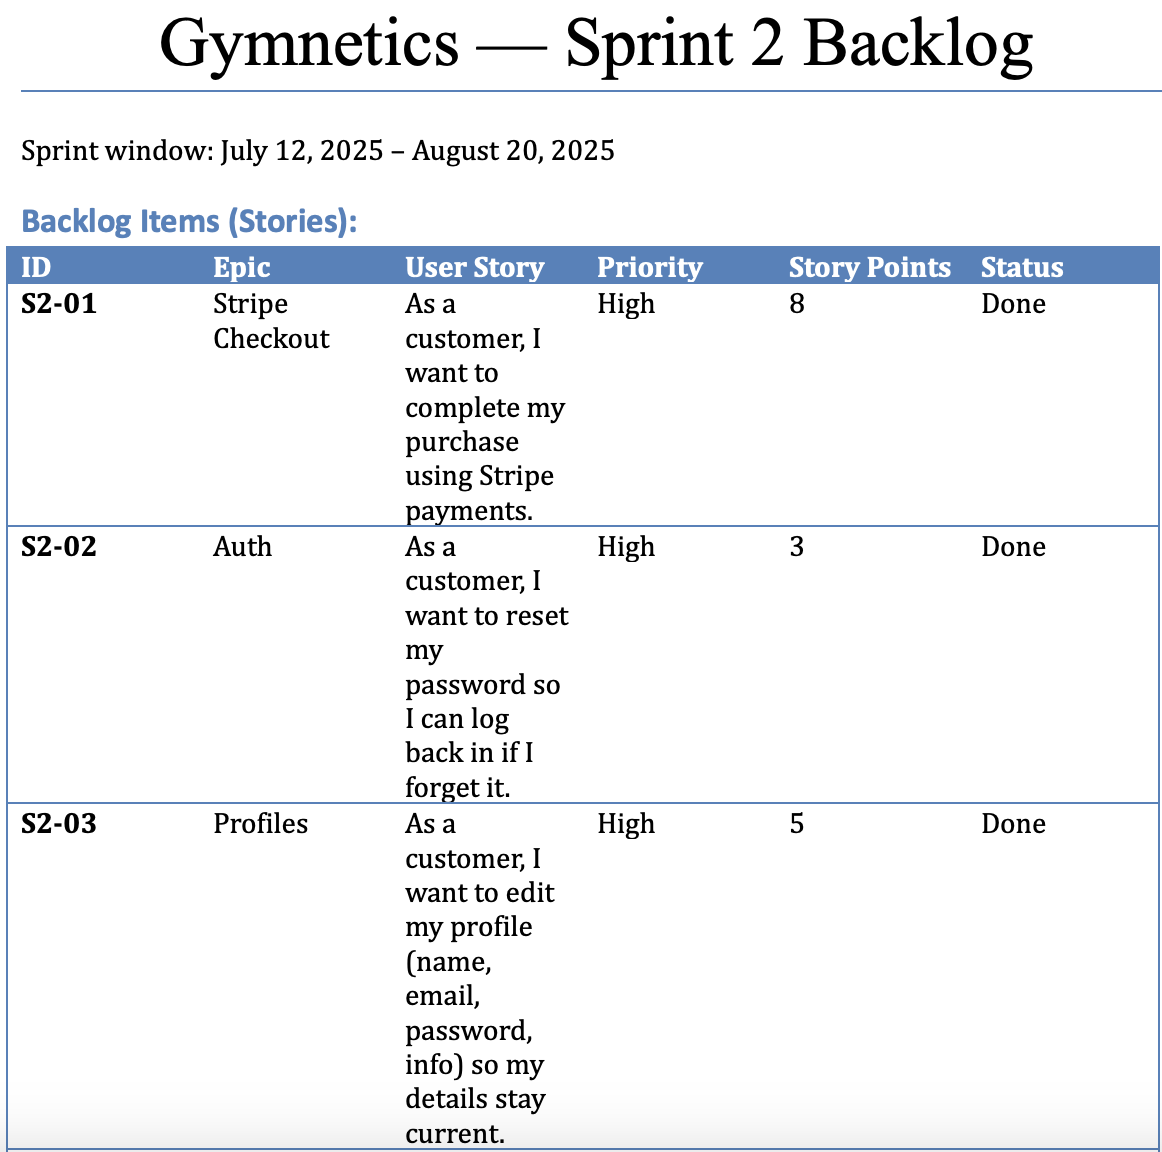 Gymnetics — Sprint 2 Backlog
Sprint window: July 12, 2025 – August 20, 2025
Backlog Items (Stories):
ID Epic User Story Priority Story Points Status
S2-01 Stripe As a High 8 Done
Checkout customer, I
want to
complete my
purchase
using Stripe
payments.
S2-02 Auth As a High 3 Done
customer, I
want to reset
my
password so
I can log
back in if I
forget it.
S2-03 Profiles As a High 5 Done
customer, I
want to edit
my profile
(name,
email,
password,
info) so my
details stay
current.